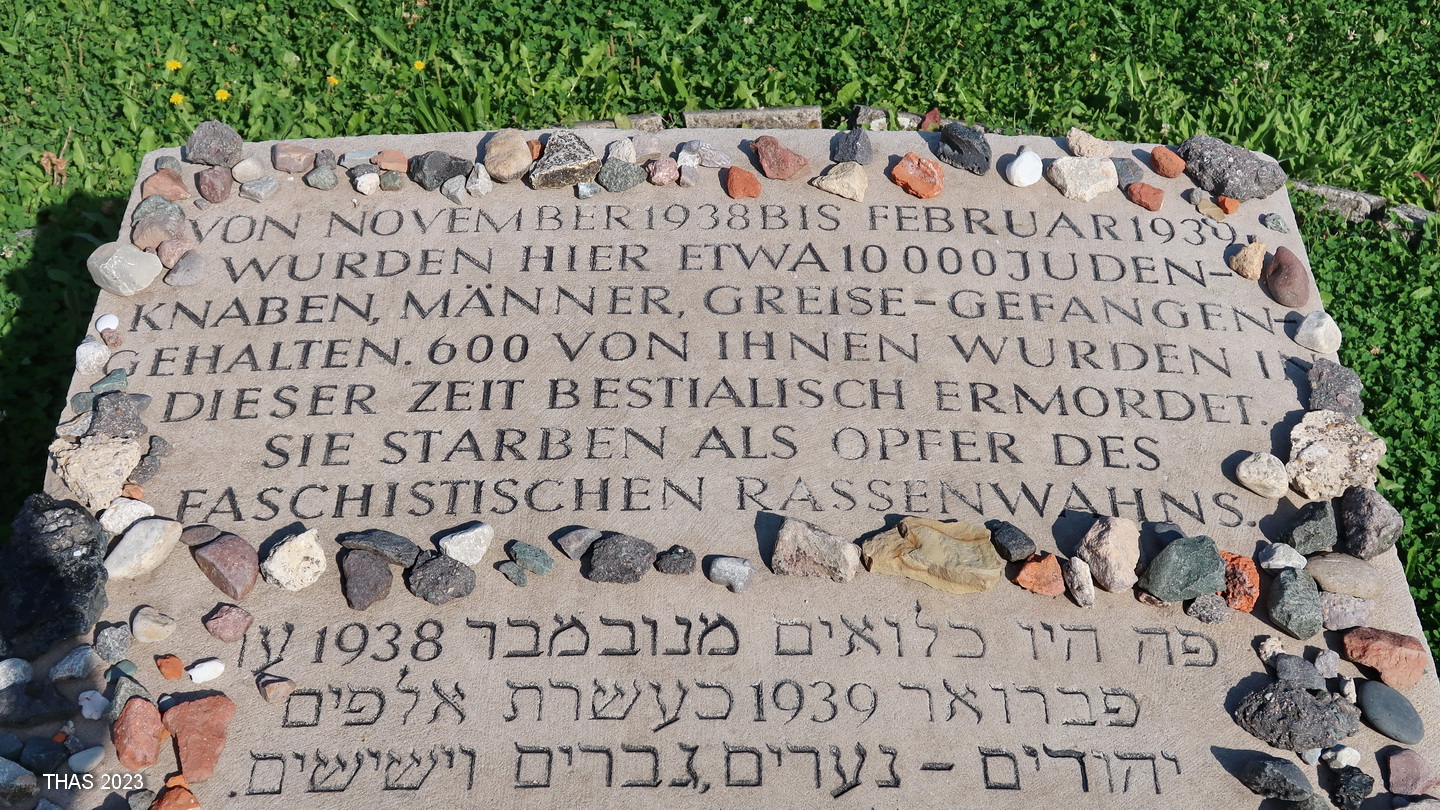 VON NOVEMBER 1938 BIS FEBRUAR 1939,
WURDEN HIER ETWA 10 000 JUDEN-
KNABEN, MÄNNER, GREISE-GEFANGEN-
GEHALTEN. 600 VON IHNEN WURDEN
DIESER ZEIT BESTIALISCH ERMORDET.
SIE STARBEN ALS OPFER DES
FASCHISTISCHEN RASSENWAHNS.
פה היו כלואים מנובמבר 1938 עד
פברואר 1939 כעשרת אלפים
יהודים - נערים, גברים וישישים.
THAS 2023